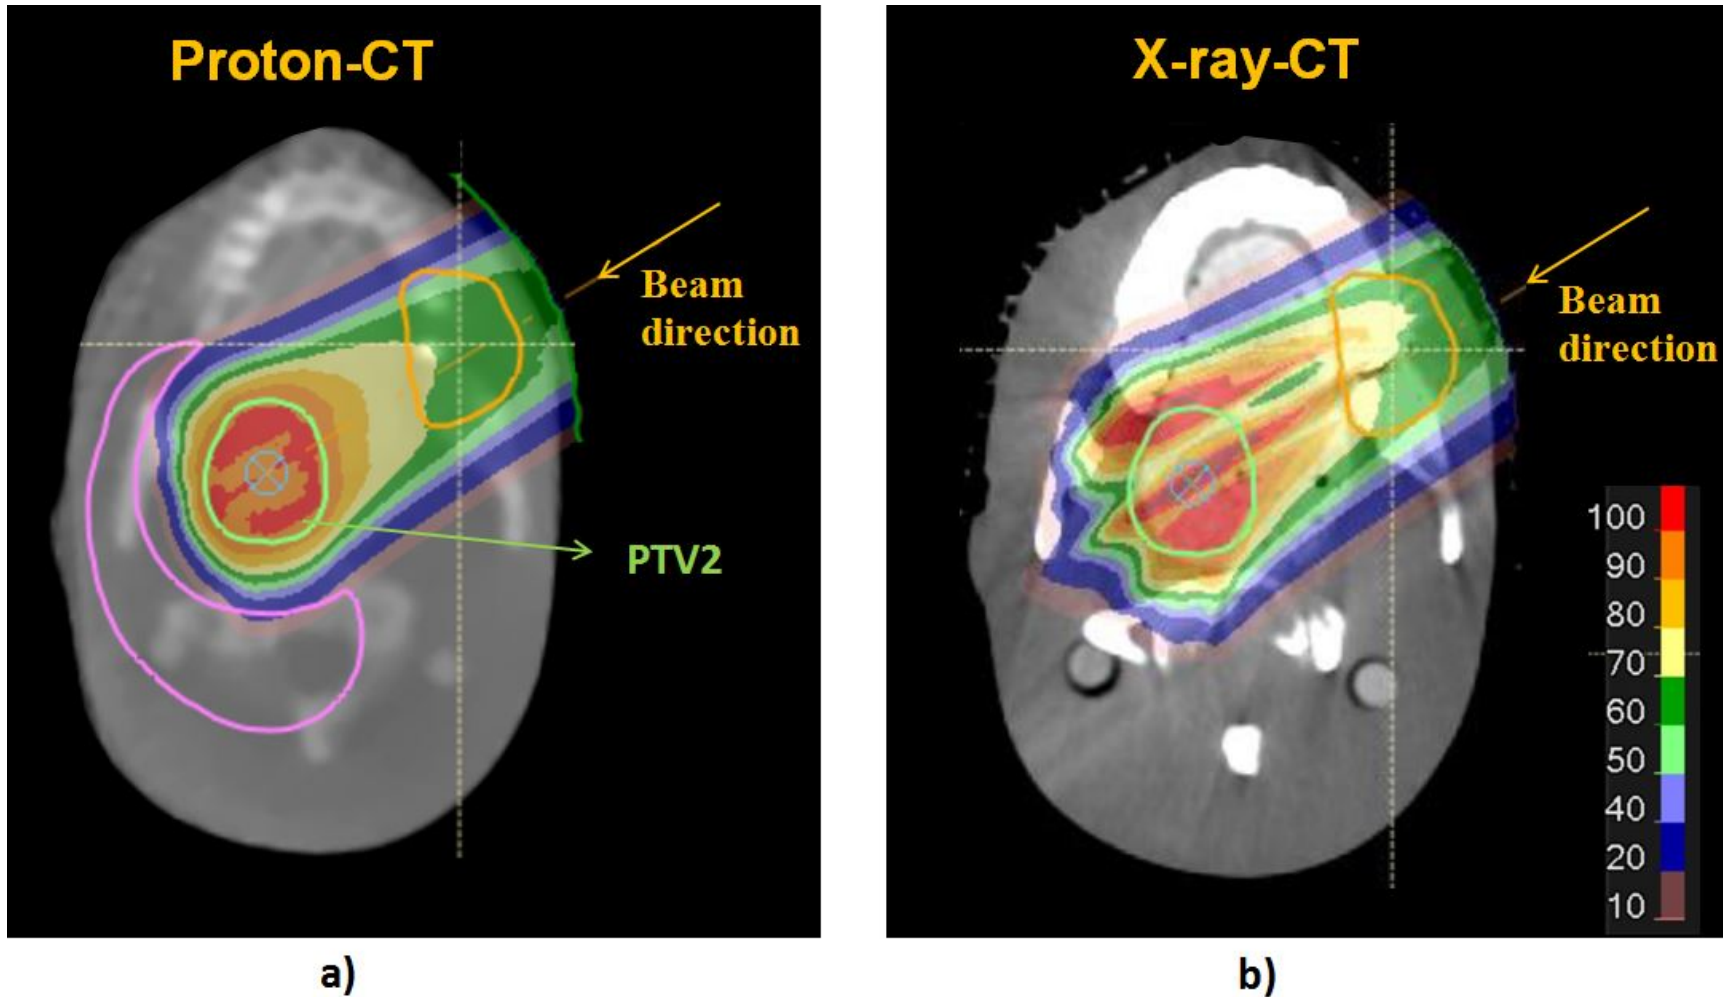 Proton-CT
Beam
direction
PTV2
a)
X-ray-CT
Beam
direction
100
90
80
70
60
50
40
20
10
b)